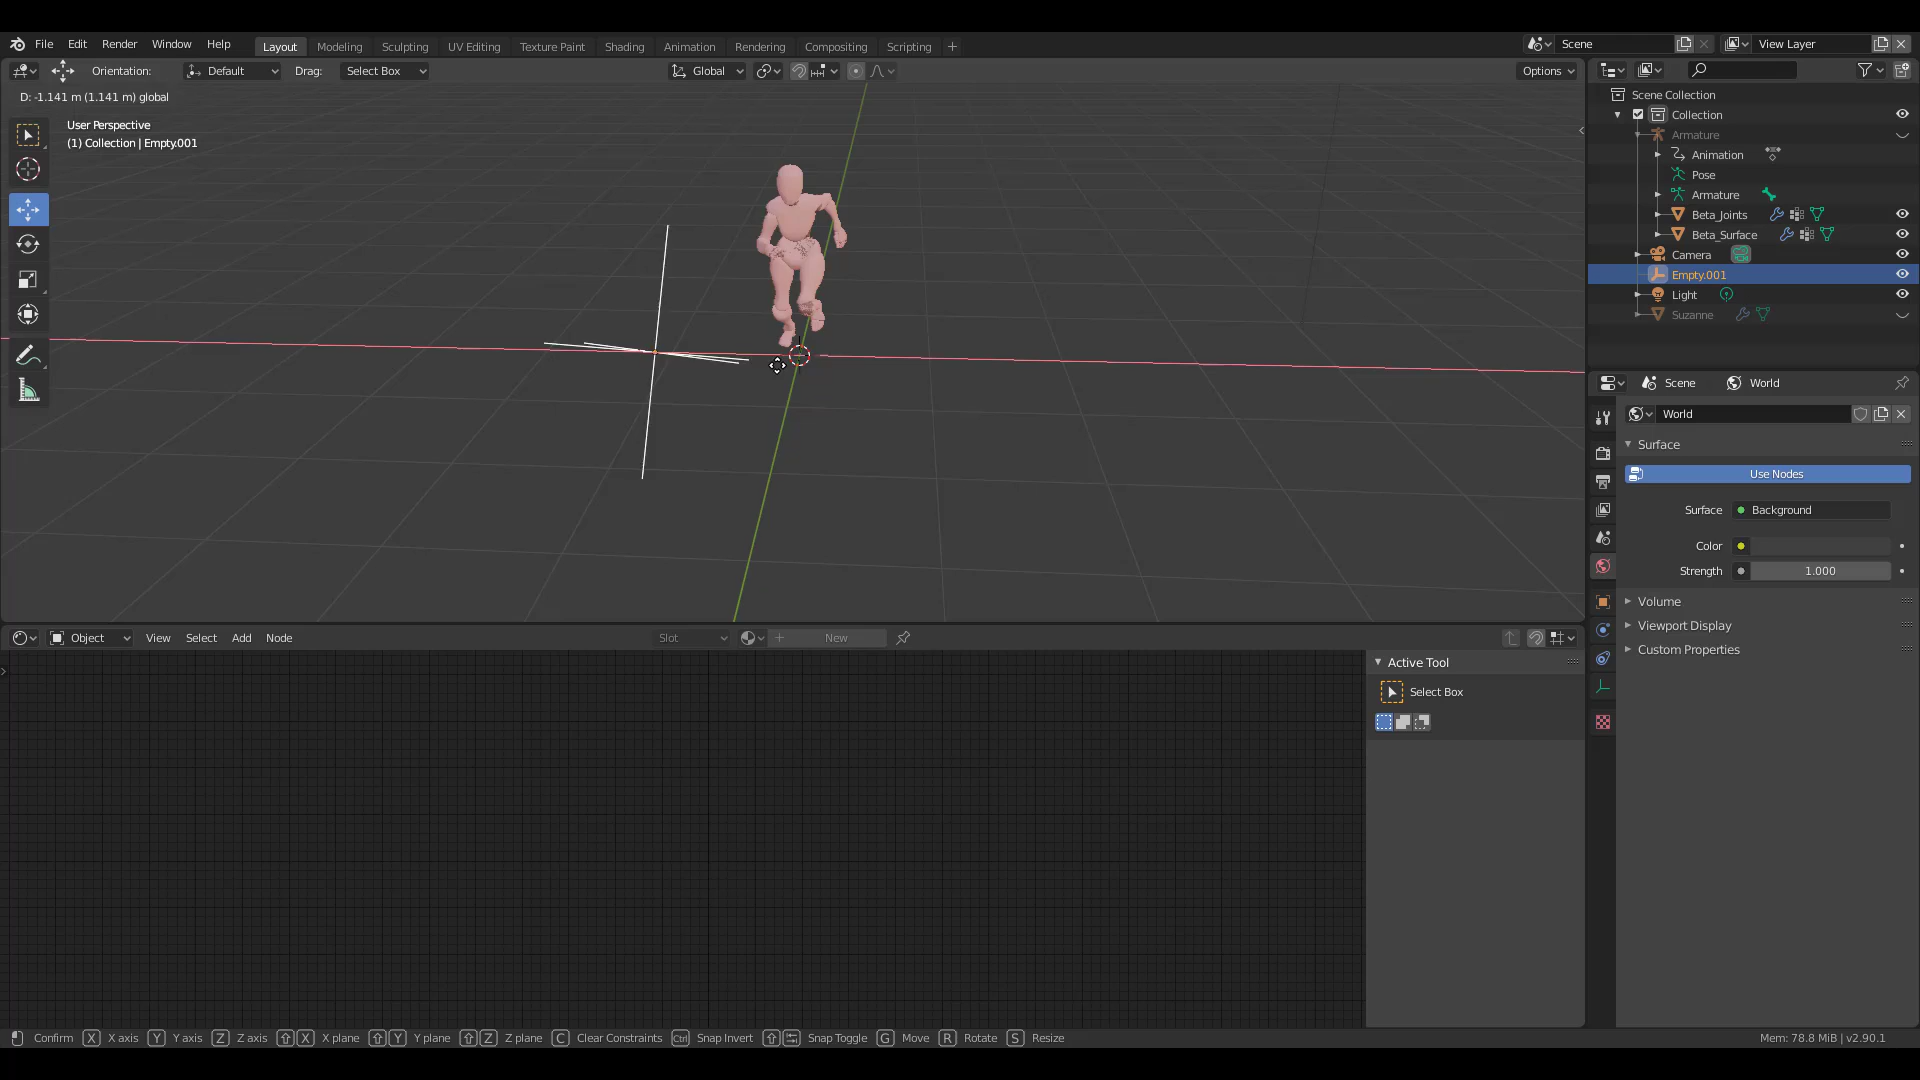 File Edit Render Window Help Layout Modeling Sculpting UV Editing Texture Paint Shading Animation Rendering Compositing Scripting + Scene View Layer
Orientation: Default Drag: Select Box Global Options
D: -1.141 m (1.141 m) global
User Perspective
(1) Collection | Empty.001
Scene Collection
Collection
Armature
Animation
Pose
Armature
Beta_Joints
Beta_Surface
Camera
Empty.001
Light
Suzanne
Scene World
World
Surface
Use Nodes
Surface Background
Color
Strength 1.000
Volume
Viewport Display
Custom Properties
Object View Select Add Node Slot + New
Active Tool
Select Box
Confirm X X axis Y Y axis Z Z axis X X plane Y Y plane Z Z plane C Clear Constraints Ctrl Snap Invert Snap Toggle G Move R Rotate S Resize Mem: 78.8 MiB | v2.90.1